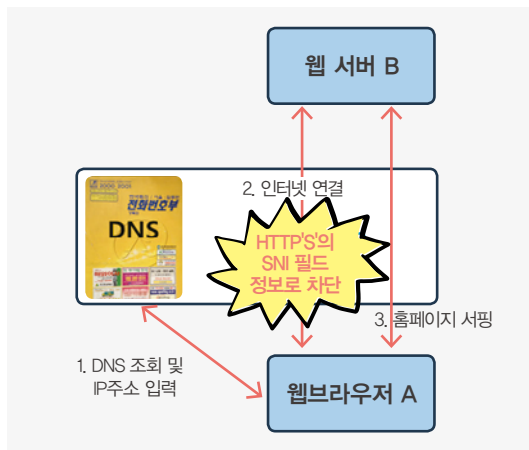 웹 서버 B
2. 인터넷 연결
전화번호부
DNS
HTTP'S'의
SNI 필드
정보로 차단
3. 홈페이지 서핑
1. DNS 조회 및
IP주소 입력
웹브라우저 A